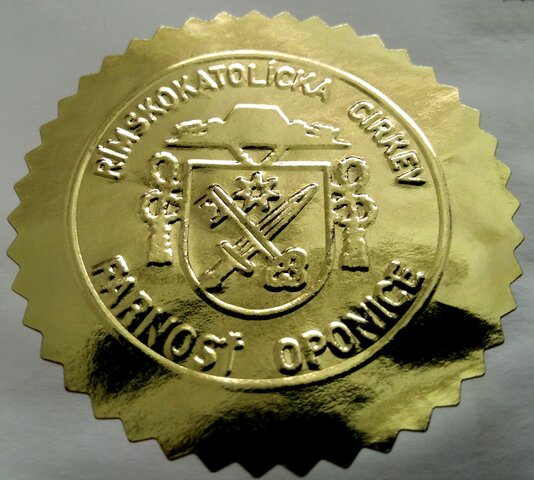 RÍMSKOKATOLÍCKA CIRKEV
FARNOSŤ OPONICE